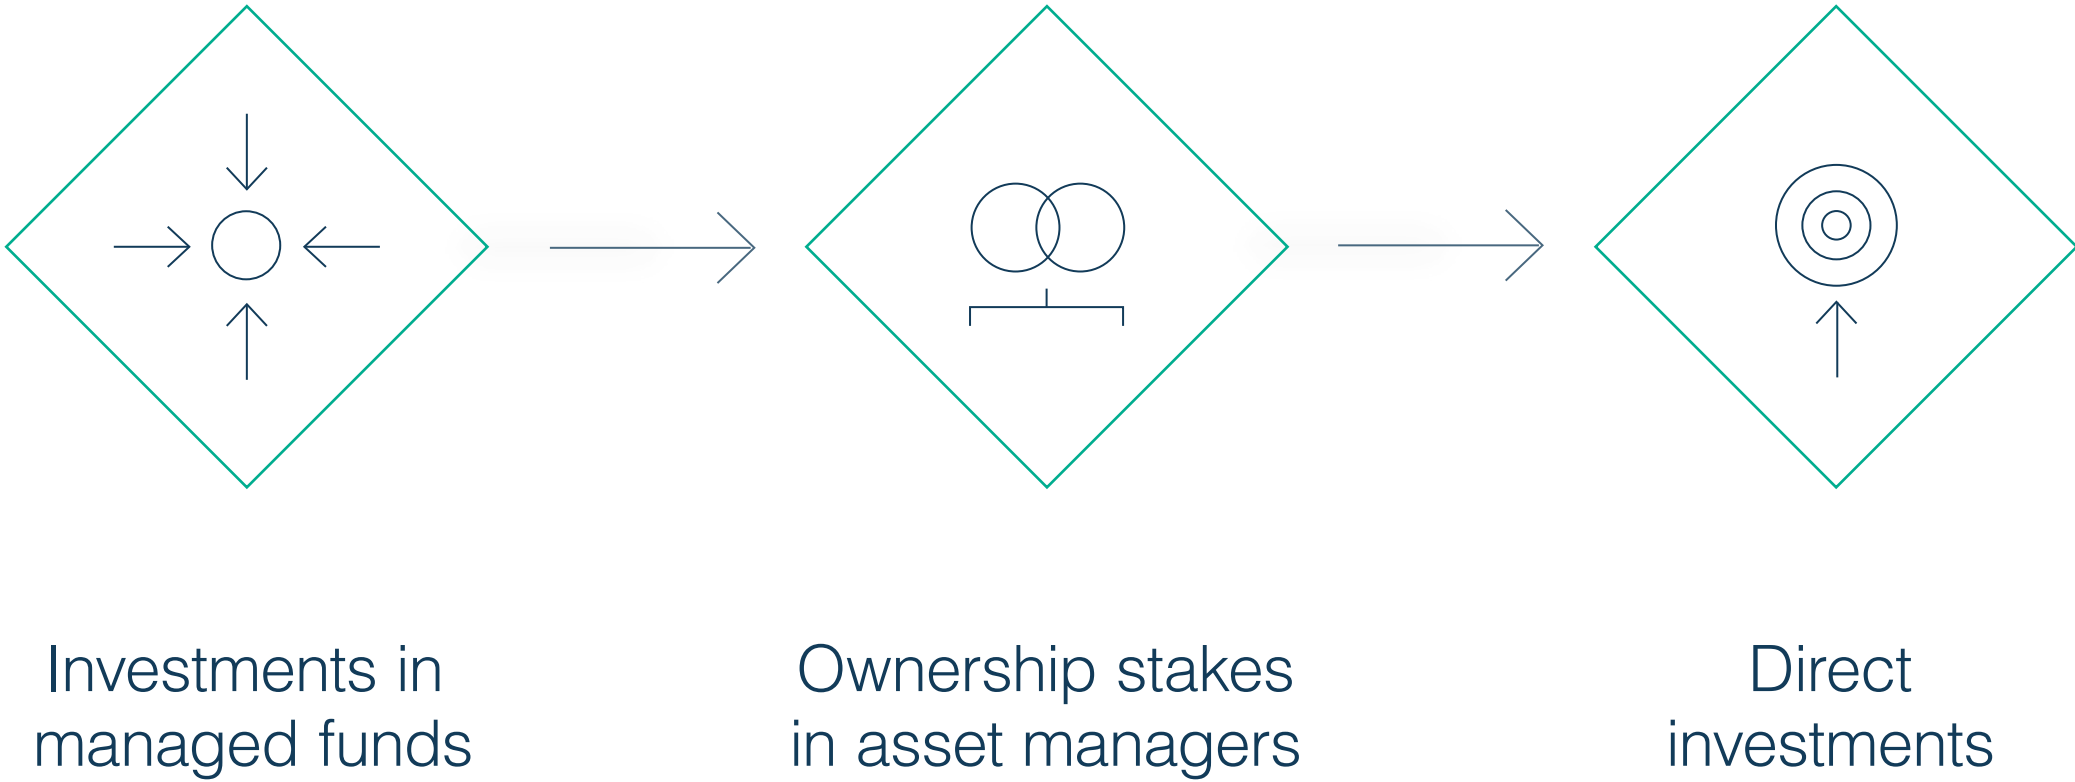 Investments in
managed funds
Ownership stakes
in asset managers
Direct
investments